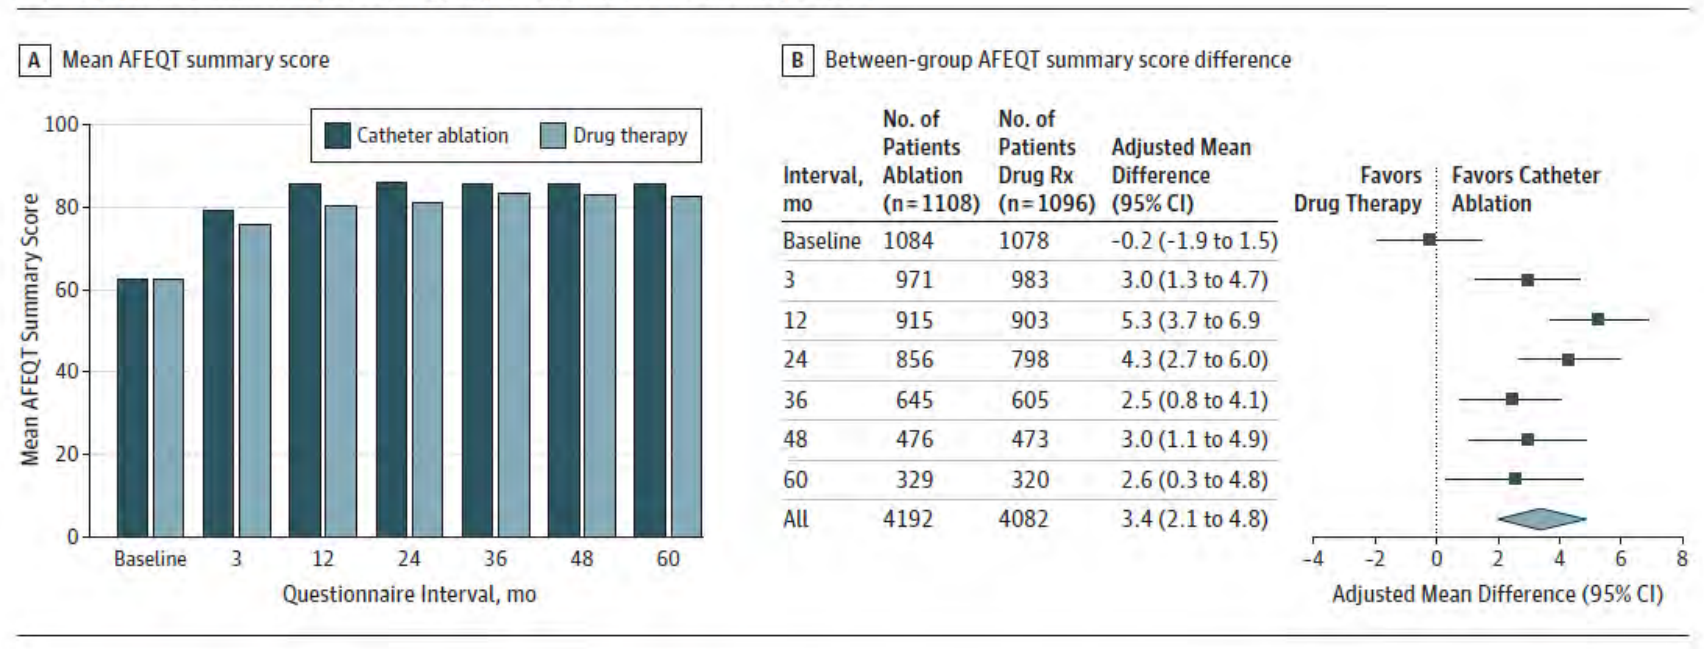 A Mean AFEQT summary score
100
80
60
40
20
0
Mean AFEQT Summary Score
Catheter ablation
Drug therapy
Baseline 3 12 24 36 48 60
Questionnaire Interval, mo
B Between-group AFEQT summary score difference
Interval, mo
No. of Patients Ablation (n=1108)
No. of Patients Drug Rx (n=1096)
Adjusted Mean Difference (95% CI)
Favors Drug Therapy
Favors Catheter Ablation
Baseline 1084 1078 -0.2 (-1.9 to 1.5)
3 971 983 3.0 (1.3 to 4.7)
12 915 903 5.3 (3.7 to 6.9
24 856 798 4.3 (2.7 to 6.0)
36 645 605 2.5 (0.8 to 4.1)
48 476 473 3.0 (1.1 to 4.9)
60 329 320 2.6 (0.3 to 4.8)
All 4192 4082 3.4 (2.1 to 4.8)
-4 -2 0 2 4 6 8
Adjusted Mean Difference (95% CI)